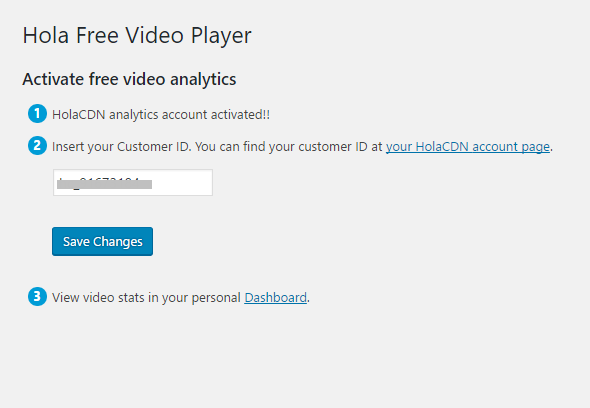 Hola Free Video Player
Activate free video analytics
1 HolaCDN analytics account activated!!
2 Insert your Customer ID. You can find your customer ID at your HolaCDN account page.
Save Changes
3 View video stats in your personal Dashboard.